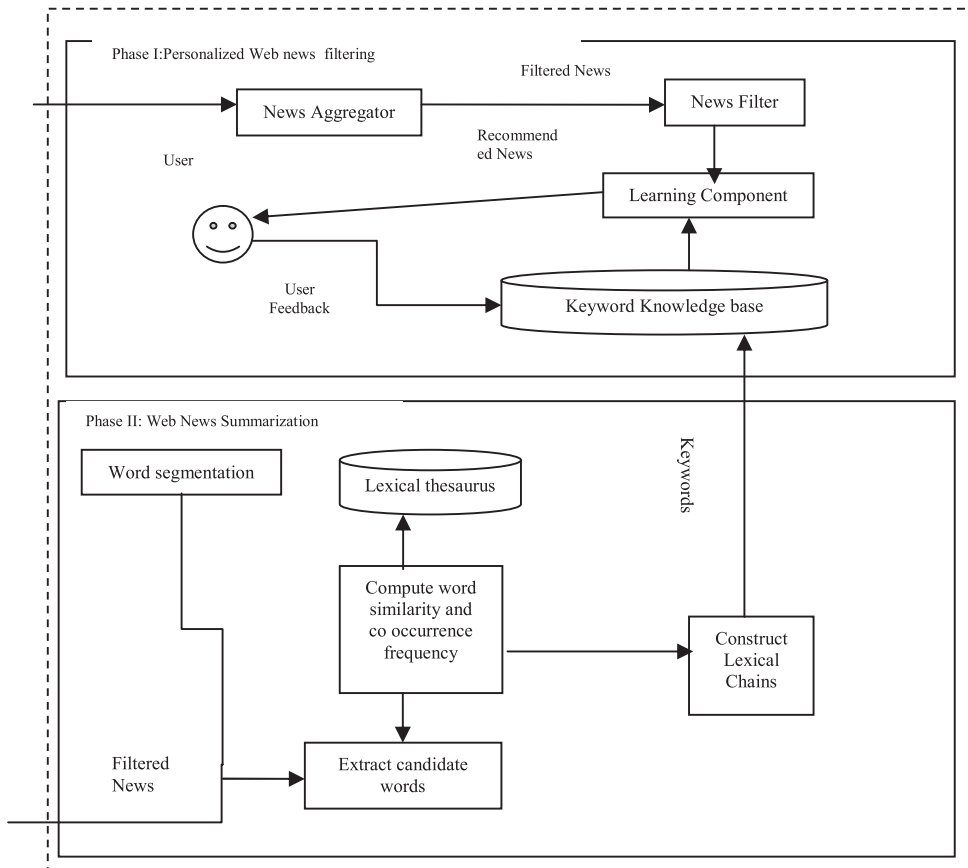 Phase I:Personalized Web news  filtering
Filtered News
News Aggregator
News Filter
Recommend
ed News
User
Learning Component
User
Feedback
Keyword Knowledge base
Phase II: Web News Summarization
Keywords
Word segmentation
Lexical thesaurus
Compute word
similarity and
co occurrence
frequency
Construct
Lexical
Chains
Filtered
News
Extract candidate
words